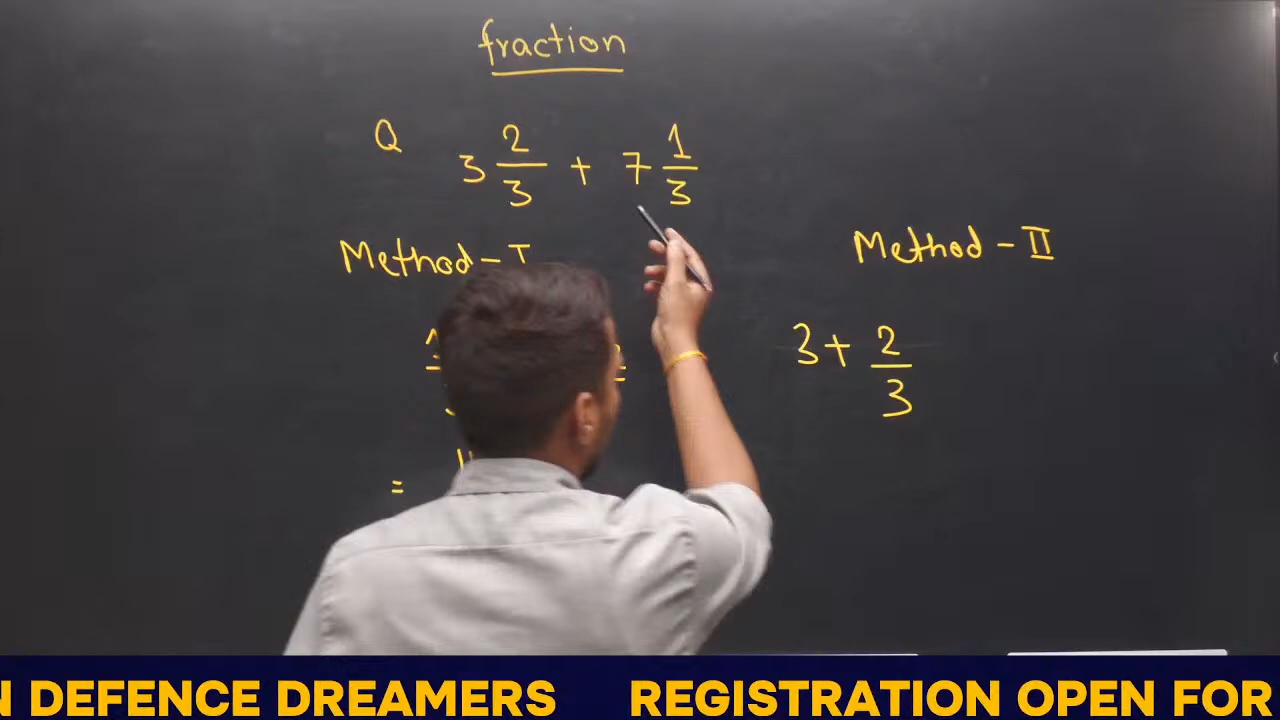 fraction
Q 3 2/3 + 7 1/3
Method - I
Method - II
3 + 2/3
=
DEFENCE DREAMERS REGISTRATION OPEN FOR